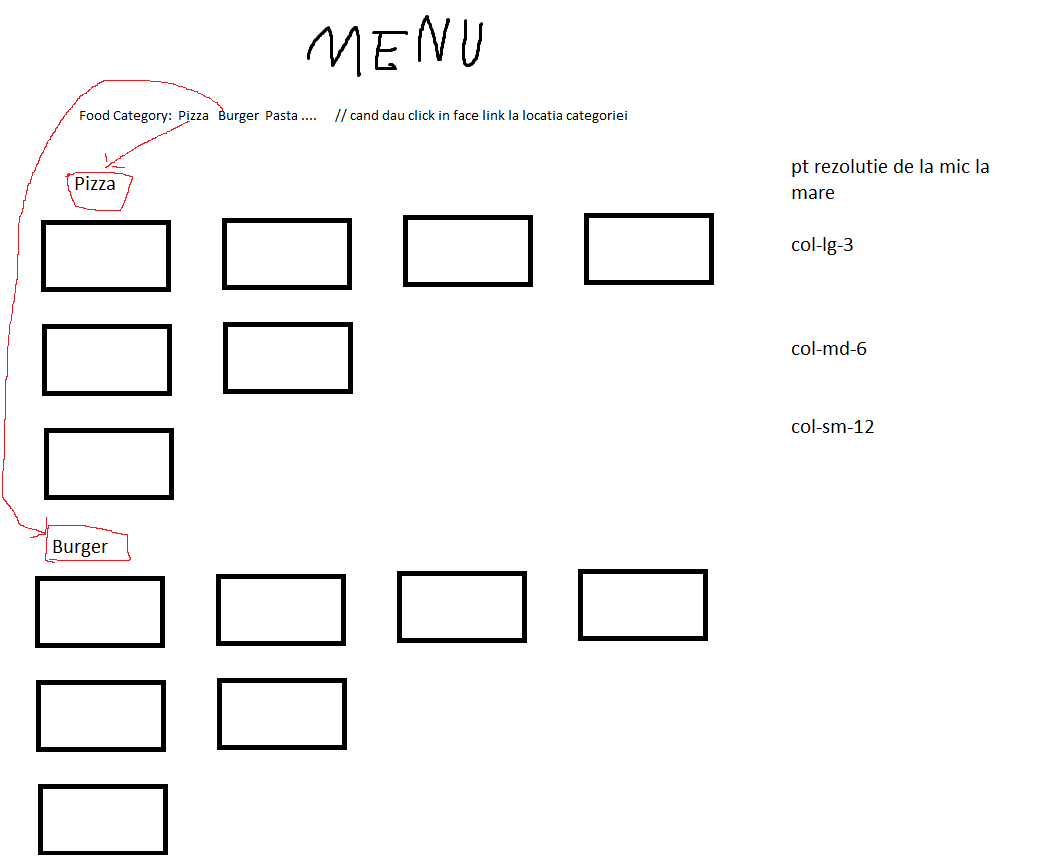 MENU
Food Category: Pizza Burger Pasta .... // cand dau click in face link la locatia categoriei
pt rezolutie de la mic la
mare
Pizza
col-lg-3
col-md-6
col-sm-12
Burger